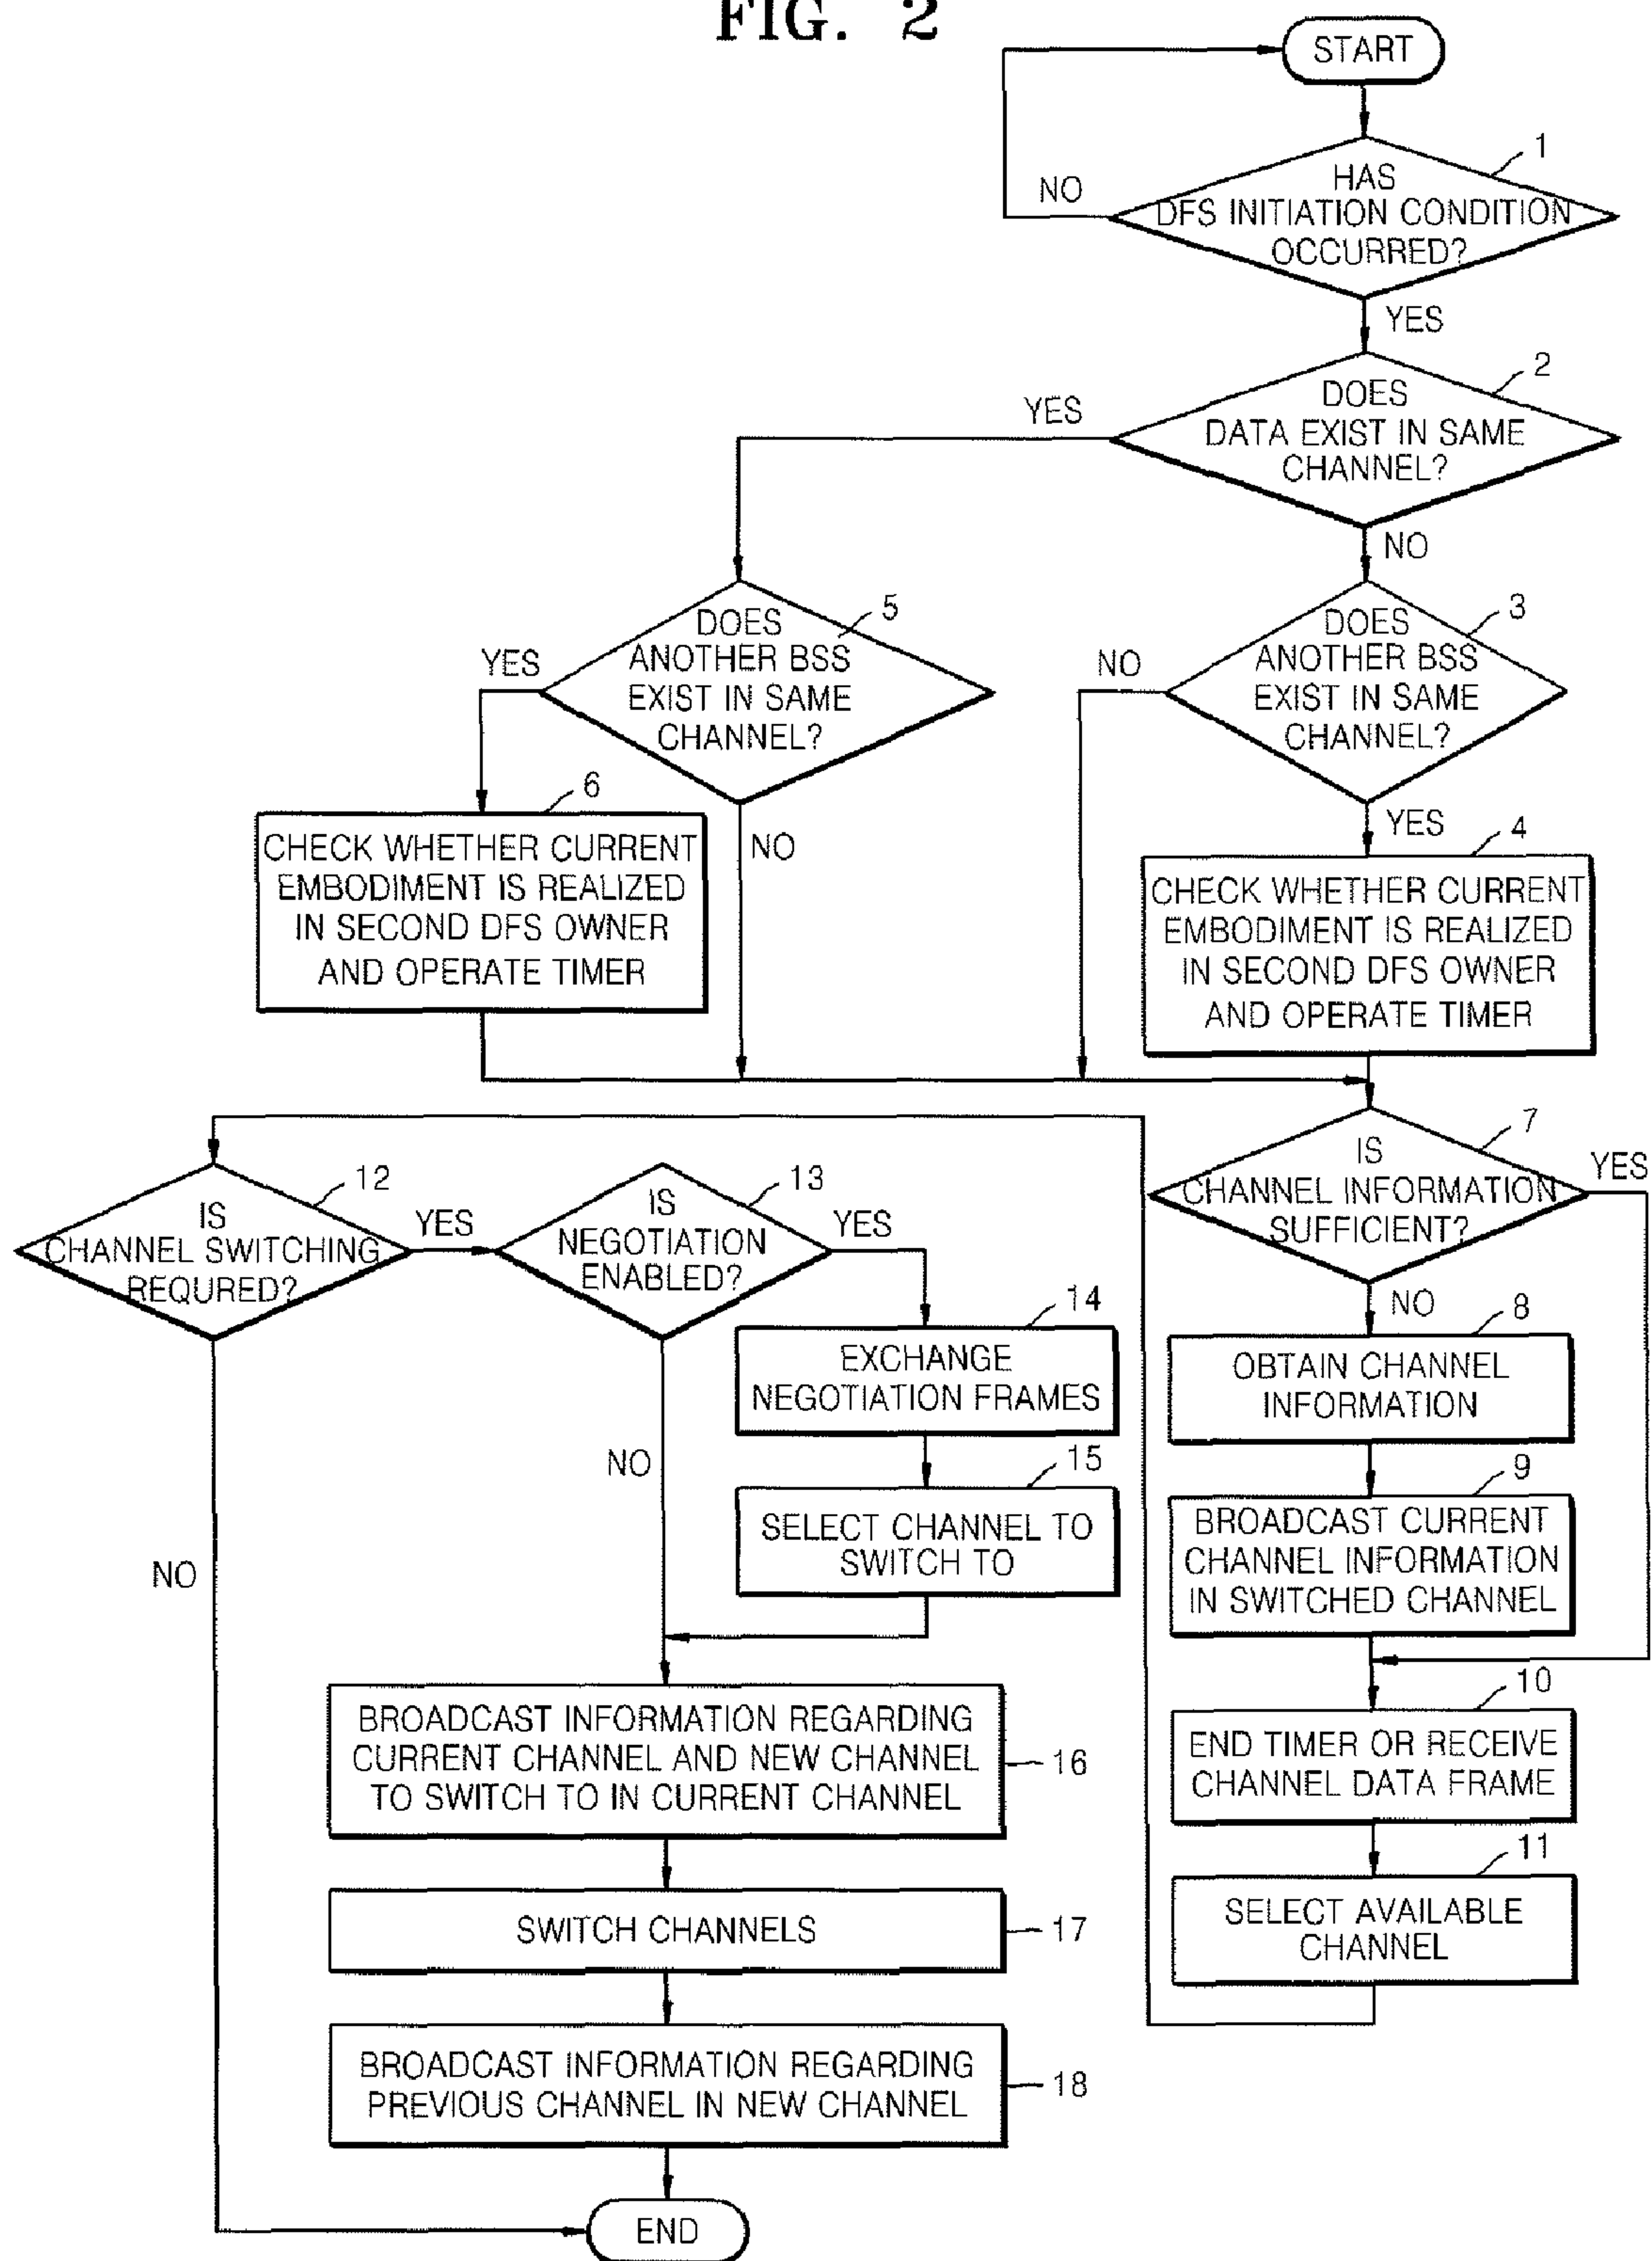 FIG. 2
START
1
HAS
DFS INITIATION CONDITION
OCCURRED?
NO
YES
2
DOES
DATA EXIST IN SAME
CHANNEL?
YES
NO
5
DOES
ANOTHER BSS
EXIST IN SAME
CHANNEL?
YES
NO
3
DOES
ANOTHER BSS
EXIST IN SAME
CHANNEL?
NO
YES
6
CHECK WHETHER CURRENT
EMBODIMENT IS REALIZED
IN SECOND DFS OWNER
AND OPERATE TIMER
4
CHECK WHETHER CURRENT
EMBODIMENT IS REALIZED
IN SECOND DFS OWNER
AND OPERATE TIMER
7
IS
CHANNEL INFORMATION
SUFFICIENT?
YES
NO
8
OBTAIN CHANNEL
INFORMATION
9
BROADCAST CURRENT
CHANNEL INFORMATION
IN SWITCHED CHANNEL
10
END TIMER OR RECEIVE
CHANNEL DATA FRAME
11
SELECT AVAILABLE
CHANNEL
12
IS
CHANNEL SWITCHING
REQURED?
YES
NO
13
IS
NEGOTIATION
ENABLED?
YES
NO
14
EXCHANGE
NEGOTIATION FRAMES
15
SELECT CHANNEL TO
SWITCH TO
BROADCAST INFORMATION REGARDING
CURRENT CHANNEL AND NEW CHANNEL
TO SWITCH TO IN CURRENT CHANNEL
16
SWITCH CHANNELS
17
BROADCAST INFORMATION REGARDING
PREVIOUS CHANNEL IN NEW CHANNEL
18
END